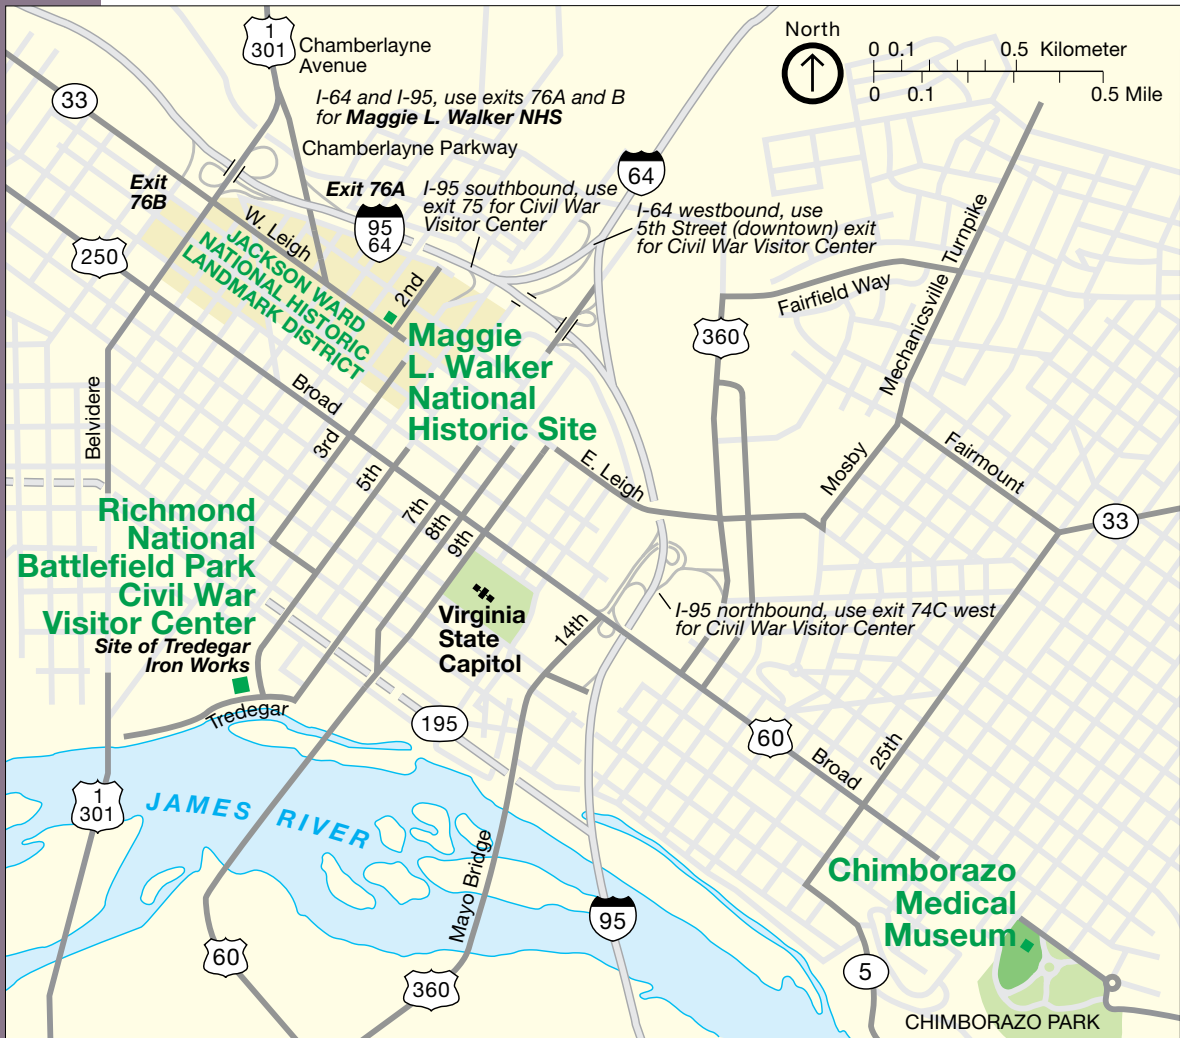 1
301
Chamberlayne
Avenue
North
0 0.1 0.5 Kilometer
0 0.1 0.5 Mile
33
I-64 and I-95, use exits 76A and B
for Maggie L. Walker NHS
Chamberlayne Parkway
64
Exit
76B
Exit 76A
I-95 southbound, use
exit 75 for Civil War
Visitor Center
95
64
I-64 westbound, use
5th Street (downtown) exit
for Civil War Visitor Center
W. Leigh
250
JACKSON WARD
NATIONAL HISTORIC
LANDMARK DISTRICT
2nd
Fairfield Way
Mechanicsville Turnpike
360
Maggie
L. Walker
National
Historic Site
Broad
Belvidere
3rd
5th
7th
8th
9th
E. Leigh
Mosby
Fairmount
33
Richmond
National
Battlefield Park
Civil War
Visitor Center
Site of Tredegar
Iron Works
Virginia
State
Capitol
14th
I-95 northbound, use exit 74C west
for Civil War Visitor Center
Tredegar
195
60
Broad
25th
1
301
JAMES RIVER
Mayo Bridge
Chimborazo
Medical
Museum
95
60
360
5
CHIMBORAZO PARK